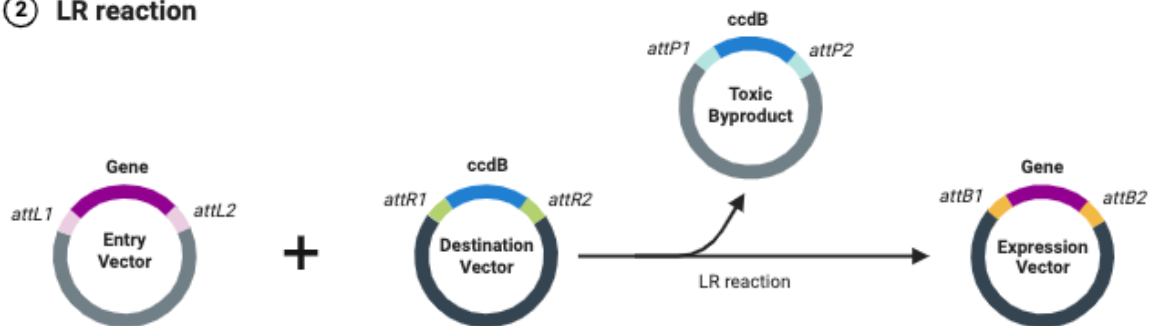 2 LR reaction
ccdB
attP1
attP2
Toxic
Byproduct
Gene
attL1
attL2
Entry
Vector
+
ccdB
attR1
attR2
Destination
Vector
LR reaction
Gene
attB1
attB2
Expression
Vector